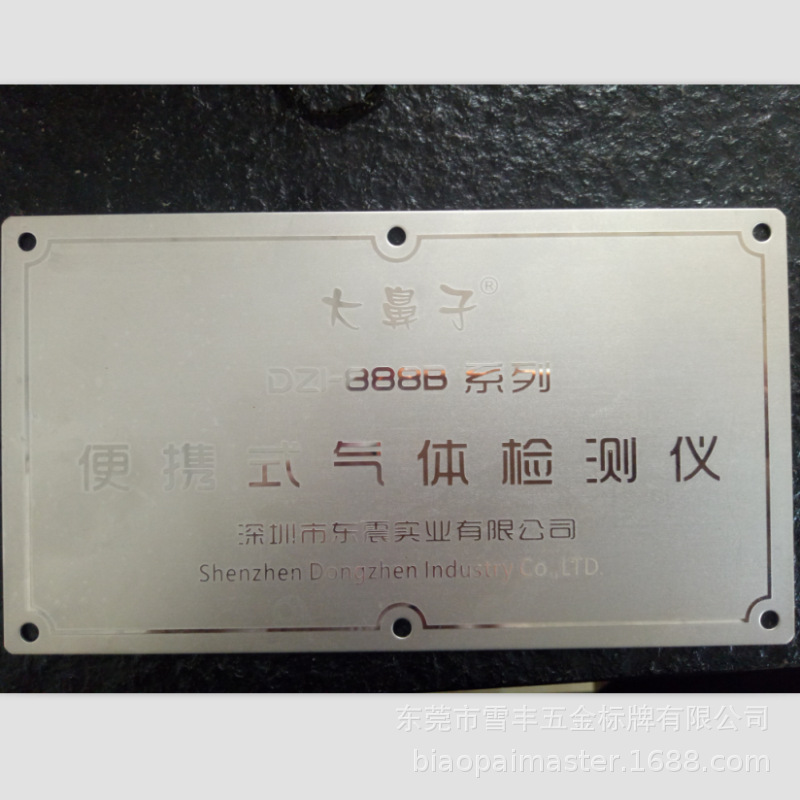 大鼻子®
系列
便携式气体检测仪
深圳市东震实业有限公司
Shenzhen Dongzhen Industry Co.,LTD.
东莞市雪丰五金标牌有限公司
biaopaimaster.1688.com